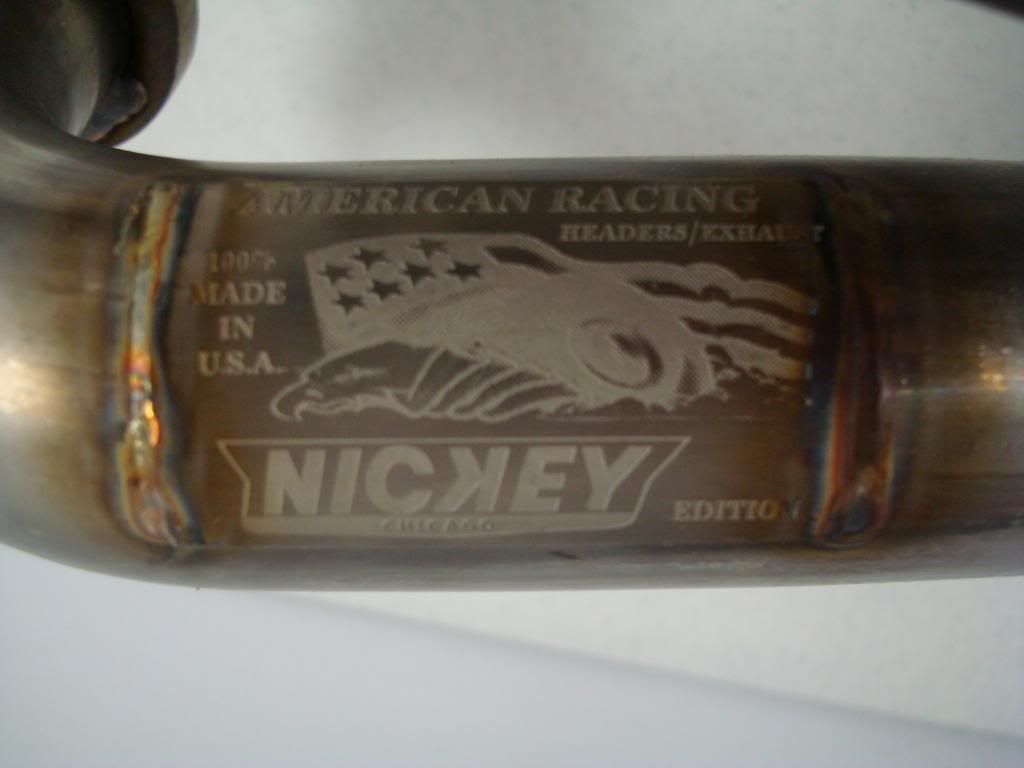 AMERICAN RACING
HEADERS/EXHAUST
100%
MADE
IN
U.S.A.
NICKEY
CHICAGO
EDITION